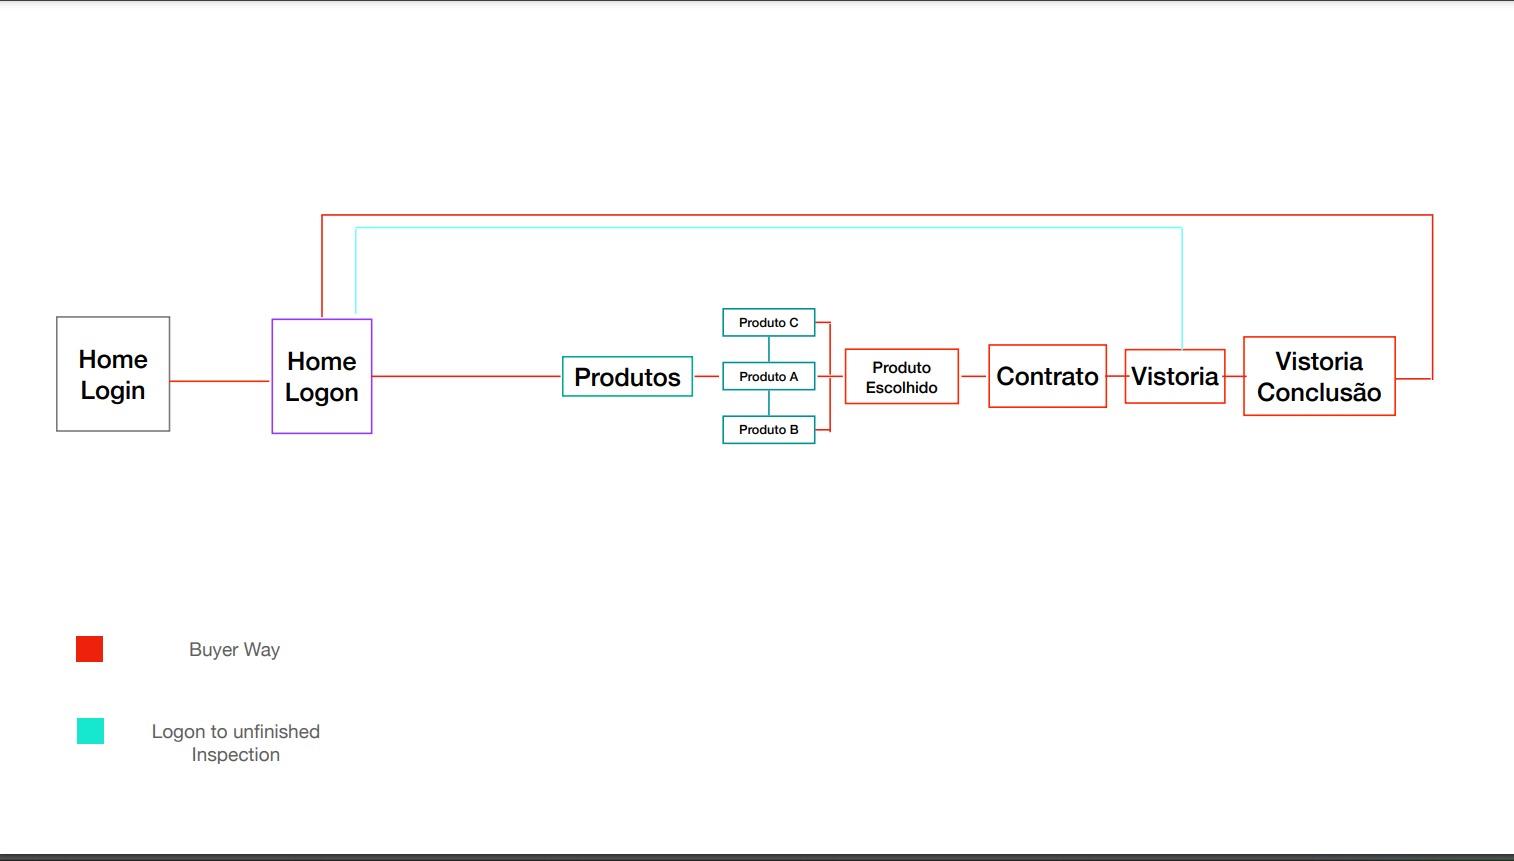 Home
Login
Home
Logon
Produtos
Produto C
Produto A
Produto B
Produto
Escolhido
Contrato
Vistoria
Vistoria
Conclusão
Buyer Way
Logon to unfinished
Inspection